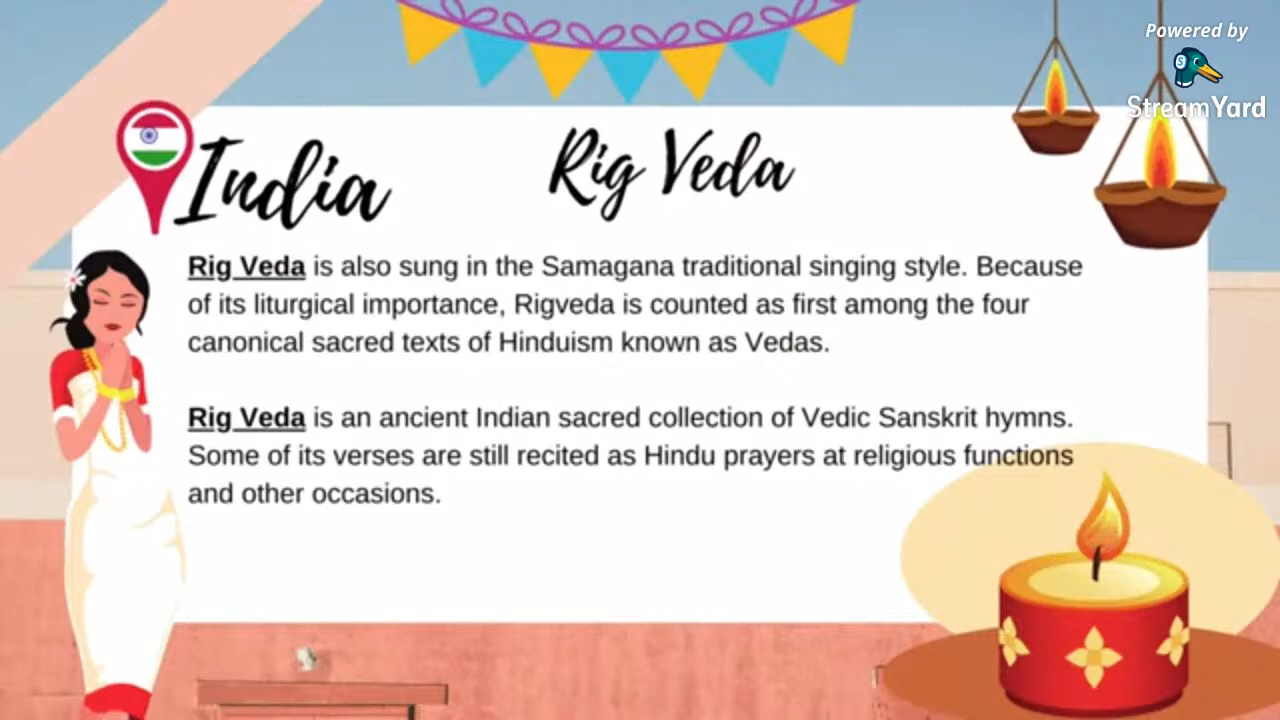 Powered by
StreamYard
India
Rig Veda
Rig Veda is also sung in the Samagana traditional singing style. Because
of its liturgical importance, Rigveda is counted as first among the four
canonical sacred texts of Hinduism known as Vedas.
Rig Veda is an ancient Indian sacred collection of Vedic Sanskrit hymns.
Some of its verses are still recited as Hindu prayers at religious functions
and other occasions.